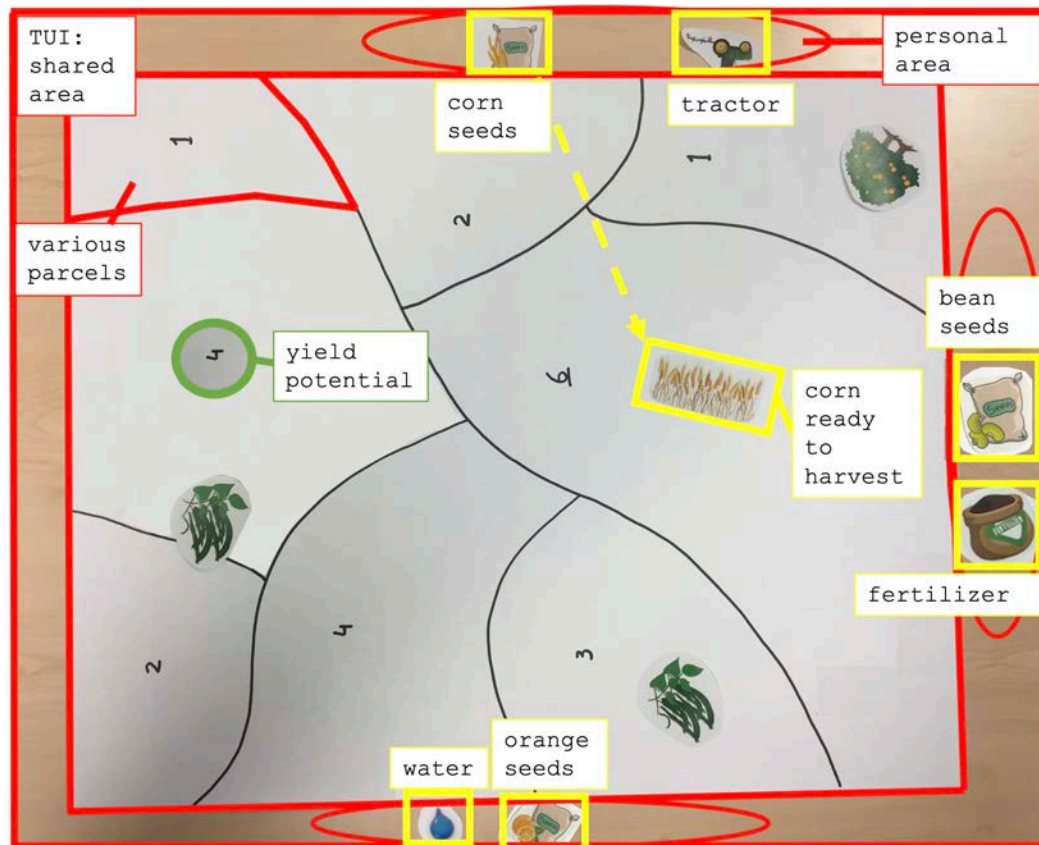 TUI:
shared
area
personal
area
corn
seeds
tractor
1
1
2
various
parcels
bean
seeds
4
yield
potential
6
corn
ready
to
harvest
fertilizer
4
2
3
water
orange
seeds